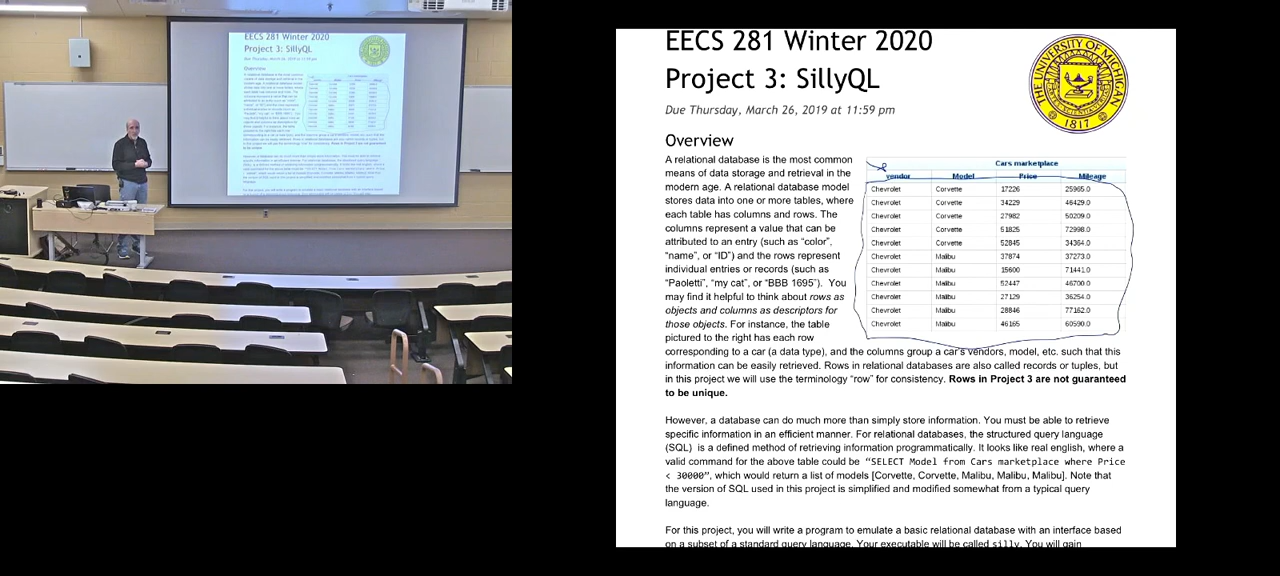 EECS 281 Winter 2020
Project 3: SillyQL
Overview
EECS 281 Winter 2020
Project 3: SillyQL
Due Thursday, March 26, 2019 at 11:59 pm
THE UNIVERSITY OF MICHIGAN
1817
Overview
A relational database is the most common
means of data storage and retrieval in the
modern age. A relational database model
stores data into one or more tables, where
each table has columns and rows. The
columns represent a value that can be
attributed to an entry (such as “color”,
“name”, or “ID”) and the rows represent
individual entries or records (such as
“Paoletti”, “my cat”, or “BBB 1695”).  You
may find it helpful to think about rows as
objects and columns as descriptors for
those objects. For instance, the table
pictured to the right has each row
Cars marketplace
vendor Model Price Mileage
Chevrolet Corvette 17226 25965.0
Chevrolet Corvette 34229 46429.0
Chevrolet Corvette 27982 50209.0
Chevrolet Corvette 51825 72998.0
Chevrolet Corvette 52845 34364.0
Chevrolet Malibu 37874 37273.0
Chevrolet Malibu 15600 71441.0
Chevrolet Malibu 52447 46700.0
Chevrolet Malibu 27129 36254.0
Chevrolet Malibu 28846 77162.0
Chevrolet Malibu 46165 60590.0
corresponding to a car (a data type), and the columns group a car’s vendors, model, etc. such that this
information can be easily retrieved. Rows in relational databases are also called records or tuples, but
in this project we will use the terminology “row” for consistency. Rows in Project 3 are not guaranteed
to be unique.
However, a database can do much more than simply store information. You must be able to retrieve
specific information in an efficient manner. For relational databases, the structured query language
(SQL)  is a defined method of retrieving information programmatically. It looks like real english, where a
valid command for the above table could be “SELECT Model from Cars marketplace where Price
< 30000”, which would return a list of models [Corvette, Corvette, Malibu, Malibu, Malibu]. Note that
the version of SQL used in this project is simplified and modified somewhat from a typical query
language.
For this project, you will write a program to emulate a basic relational database with an interface based
on a subset of a standard query language. Your executable will be called silly. You will gain